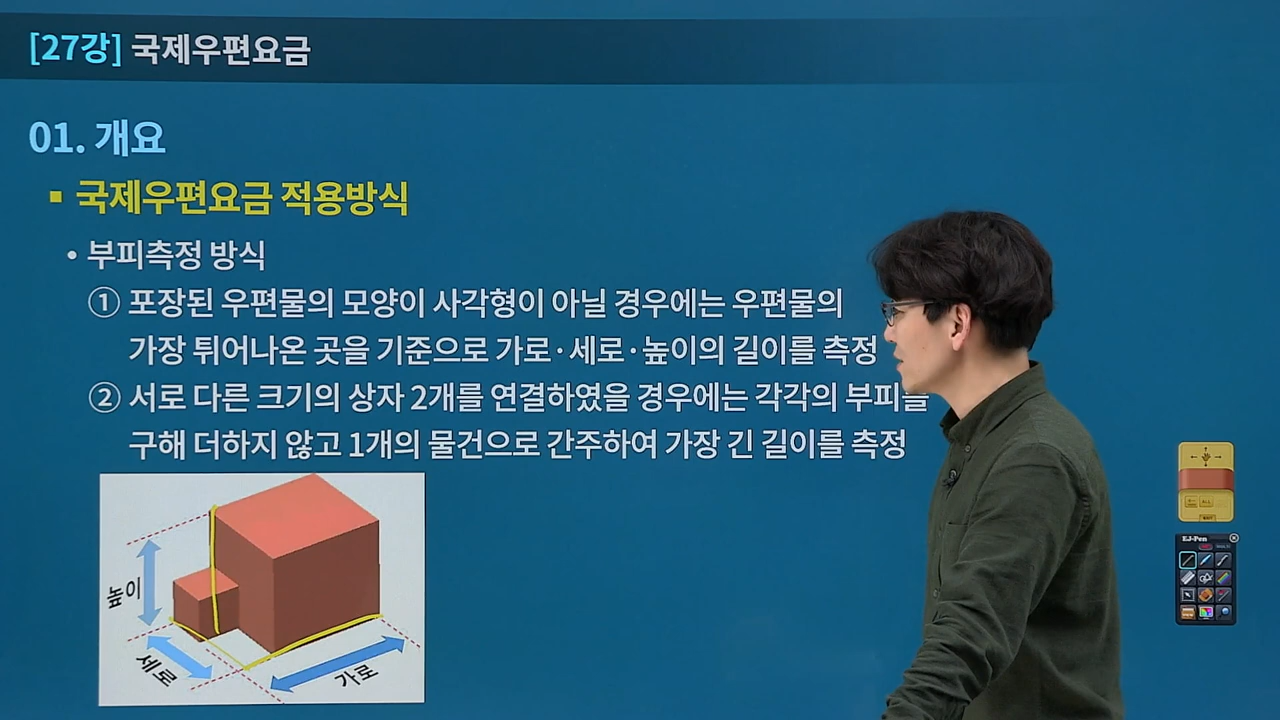 [27강] 국제우편요금
01. 개요
▪ 국제우편요금 적용방식
• 부피측정 방식
① 포장된 우편물의 모양이 사각형이 아닐 경우에는 우편물의
가장 튀어나온 곳을 기준으로 가로·세로·높이의 길이를 측정
② 서로 다른 크기의 상자 2개를 연결하였을 경우에는 각각의 부피를
구해 더하지 않고 1개의 물건으로 간주하여 가장 긴 길이를 측정
높이
세로
가로
EJ-Pen